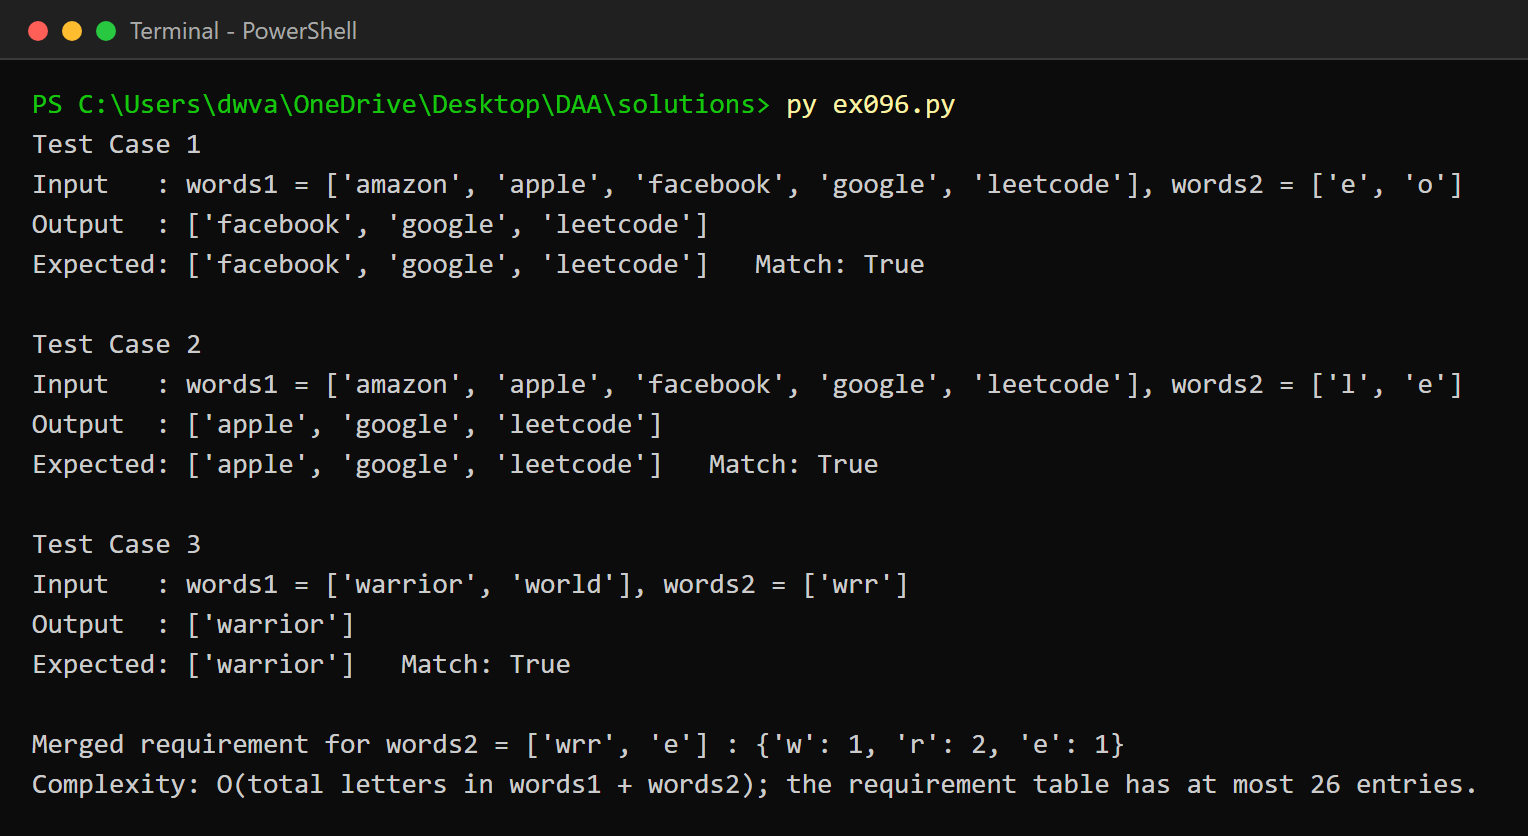 Terminal - PowerShell
PS C:\Users\dwva\OneDrive\Desktop\DAA\solutions> py ex096.py
Test Case 1
Input   : words1 = ['amazon', 'apple', 'facebook', 'google', 'leetcode'], words2 = ['e', 'o']
Output  : ['facebook', 'google', 'leetcode']
Expected: ['facebook', 'google', 'leetcode']   Match: True
Test Case 2
Input   : words1 = ['amazon', 'apple', 'facebook', 'google', 'leetcode'], words2 = ['l', 'e']
Output  : ['apple', 'google', 'leetcode']
Expected: ['apple', 'google', 'leetcode']   Match: True
Test Case 3
Input   : words1 = ['warrior', 'world'], words2 = ['wrr']
Output  : ['warrior']
Expected: ['warrior']   Match: True
Merged requirement for words2 = ['wrr', 'e'] : {'w': 1, 'r': 2, 'e': 1}
Complexity: O(total letters in words1 + words2); the requirement table has at most 26 entries.